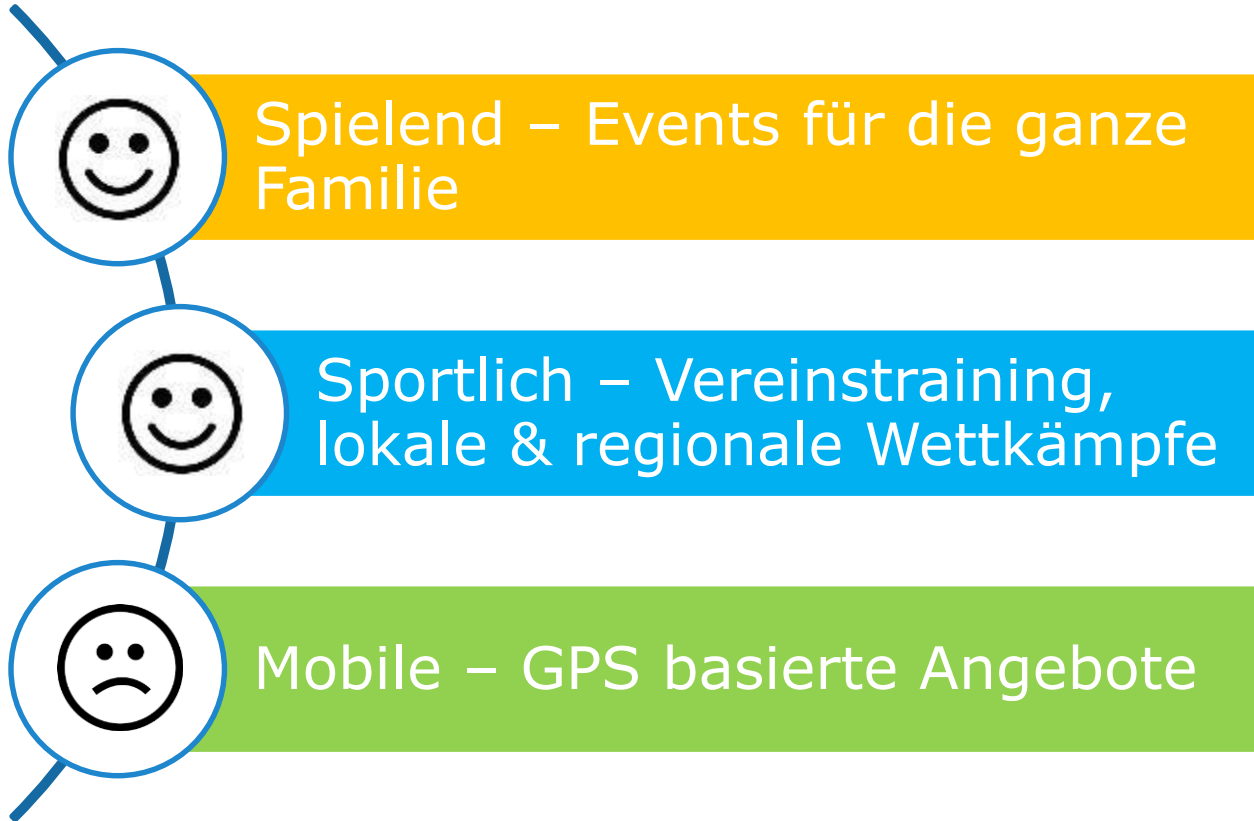 Spielend – Events für die ganze
Familie
Sportlich – Vereinstraining,
lokale & regionale Wettkämpfe
Mobile – GPS basierte Angebote